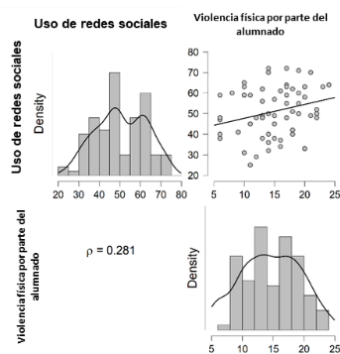 Uso de redes sociales
Violencia física por parte del
alumnado
Uso de redes sociales
Density
20 30 40 50 60 70 80
80
70
60
50
40
30
20
5 10 15 20 25
Violencia física por parte del
alumnado
ρ = 0.281
Density
5 10 15 20 25